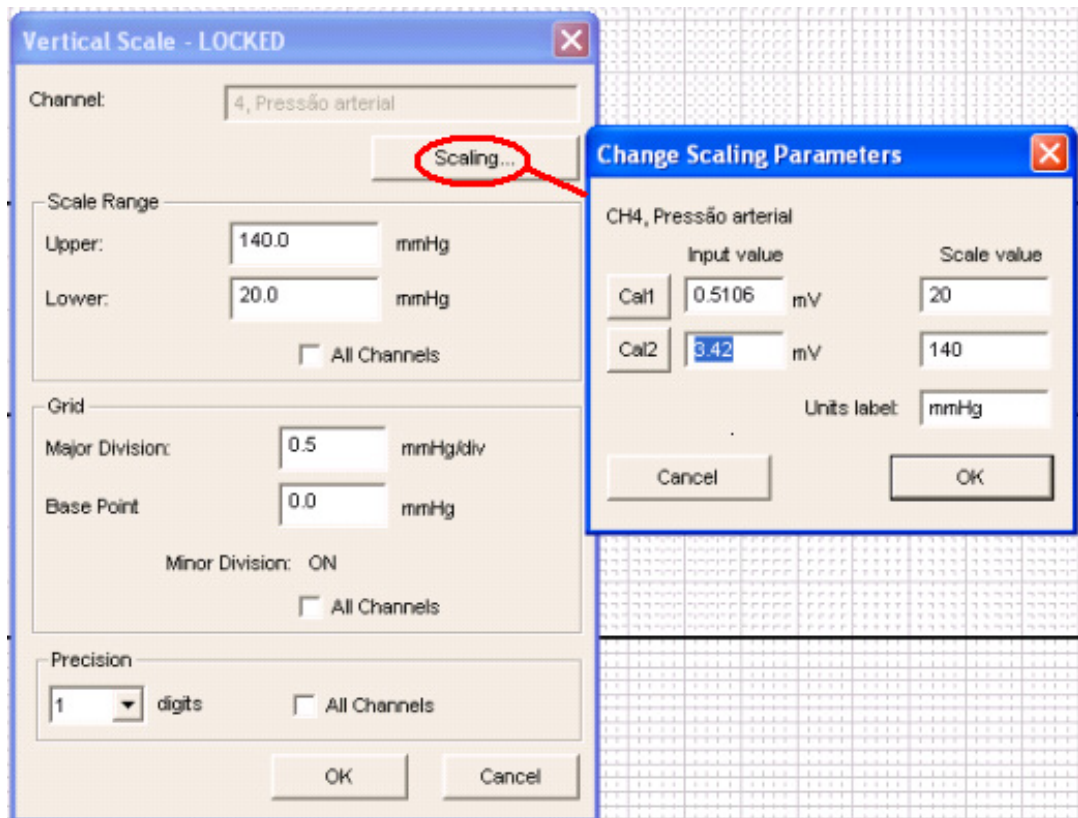 Vertical Scale - LOCKED
Channel:
4, Pressão arterial
Scaling...
Scale Range
Upper:
140.0
mmHg
Lower:
20.0
mmHg
All Channels
Grid
Major Division:
0.5
mmHg/div
Base Point
0.0
mmHg
Minor Division: ON
All Channels
Precision
1
digits
All Channels
OK
Cancel
Change Scaling Parameters
CH4, Pressão arterial
Input value
Scale value
Cal1
0.5106
mV
20
Cal2
3.42
mV
140
Units label:
mmHg
Cancel
OK